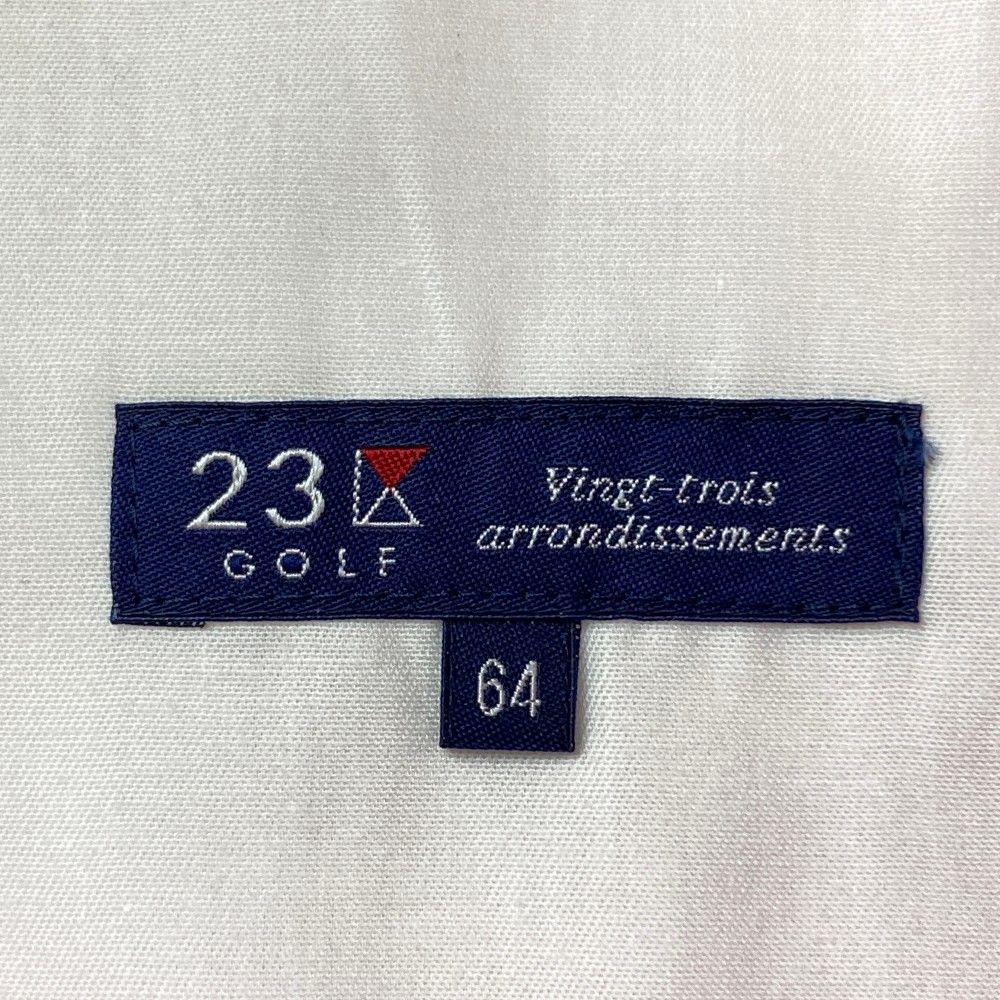 23
GOLF
Vingt-trois
arrondissements
64